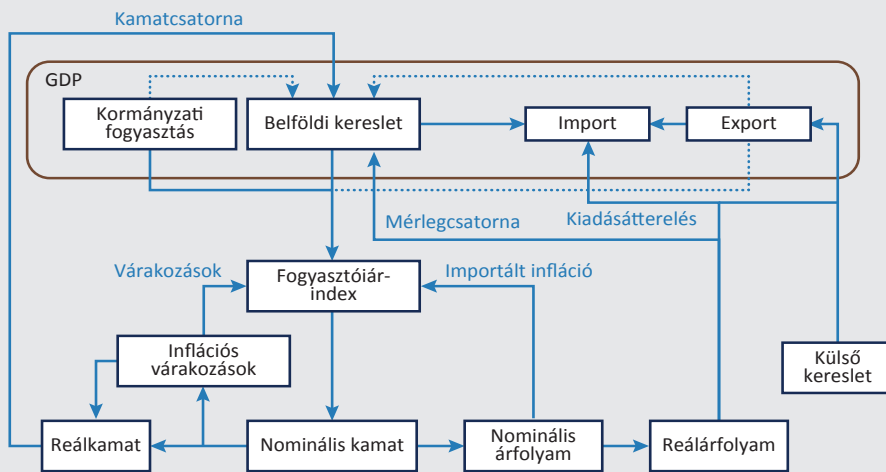 Kamatcsatorna
GDP
Kormányzati
fogyasztás
Belföldi kereslet
Import
Export
Mérlegcsatorna
Kiadásátterelés
Várakozások
Fogyasztóiár-
index
Importált infláció
Inflációs
várakozások
Külső
kereslet
Reálkamat
Nominális kamat
Nominális
árfolyam
Reálárfolyam